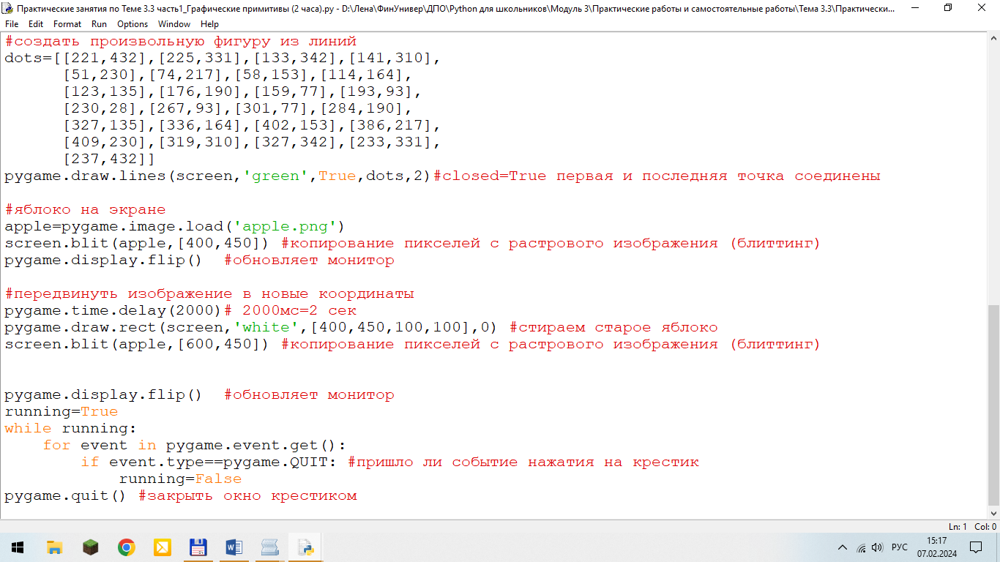 Практические занятия по Теме 3.3 часть1_Графические примитивы (2 часа).py - D:\Лена\ФинУнивер\ДПО\Python для школьников\Модуль 3\Практические работы и самостоятельные работы\Тема 3.3\Практически...
File Edit Format Run Options Window Help
#создать произвольную фигуру из линий
dots=[[221,432],[225,331],[133,342],[141,310],
      [51,230],[74,217],[58,153],[114,164],
      [123,135],[176,190],[159,77],[193,93],
      [230,28],[267,93],[301,77],[284,190],
      [327,135],[336,164],[402,153],[386,217],
      [409,230],[319,310],[327,342],[233,331],
      [237,432]]
pygame.draw.lines(screen,'green',True,dots,2)#closed=True первая и последняя точка соединены
#яблоко на экране
apple=pygame.image.load('apple.png')
screen.blit(apple,[400,450]) #копирование пикселей с растрового изображения (блиттинг)
pygame.display.flip()  #обновляет монитор
#передвинуть изображение в новые координаты
pygame.time.delay(2000)# 2000мс=2 сек
pygame.draw.rect(screen,'white',[400,450,100,100],0) #стираем старое яблоко
screen.blit(apple,[600,450]) #копирование пикселей с растрового изображения (блиттинг)
pygame.display.flip()  #обновляет монитор
running=True
while running:
    for event in pygame.event.get():
        if event.type==pygame.QUIT: #пришло ли событие нажатия на крестик
            running=False
pygame.quit() #закрыть окно крестиком
Ln: 1 Col: 0
РУС
15:17
07.02.2024